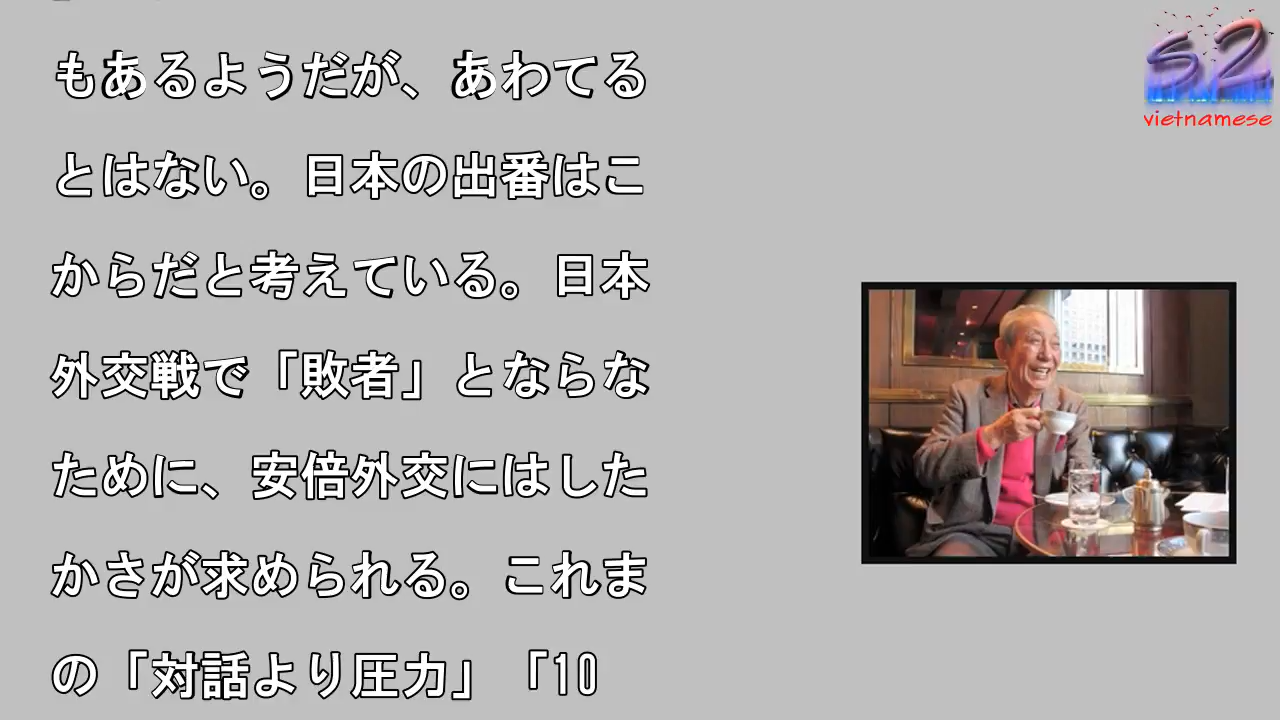 もあるようだが、あわてる
とはない。日本の出番はこ
からだと考えている。日本
外交戦で「敗者」とならな
ために、安倍外交にはした
かさが求められる。これま
の「対話より圧力」「10
S2
vietnamese